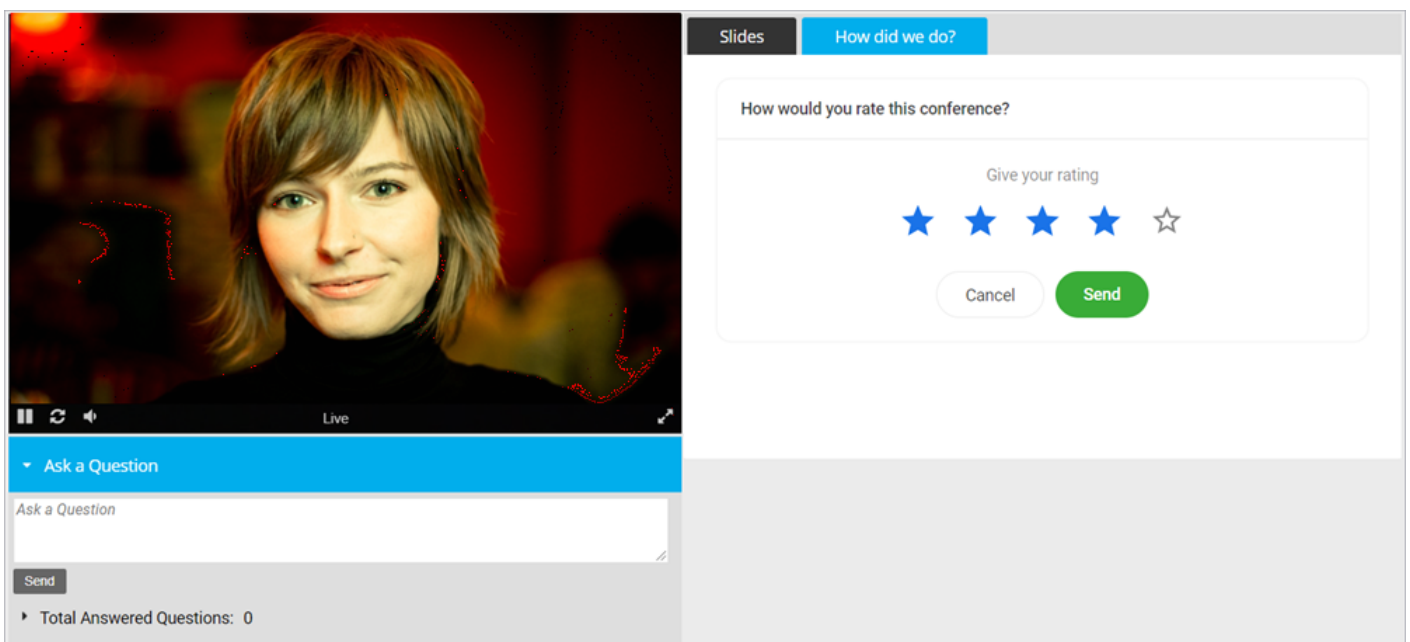 Slides
How did we do?
How would you rate this conference?
Give your rating
Cancel
Send
Live
Ask a Question
Ask a Question
Send
Total Answered Questions: 0